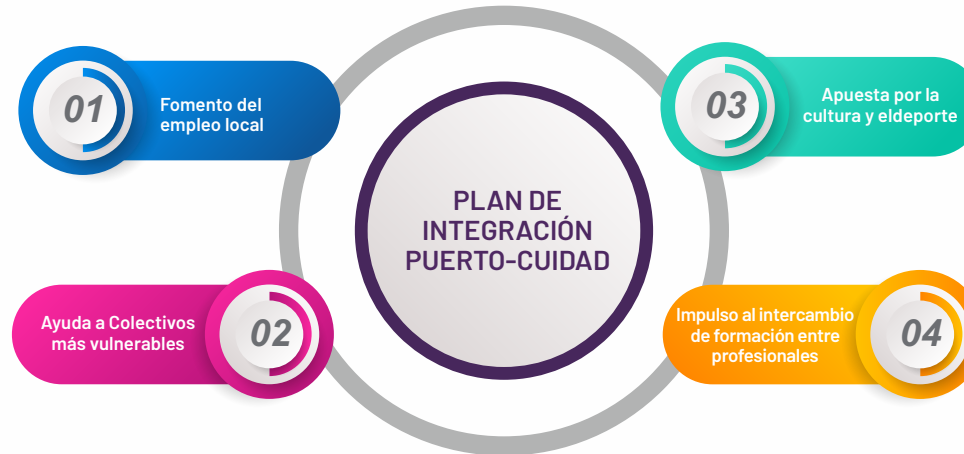 01
Fomento del
empleo local
Ayuda a Colectivos
más vulnerables
02
PLAN DE
INTEGRACIÓN
PUERTO-CUIDAD
03
Apuesta por la
cultura y eldeporte
Impulso al intercambio
de formación entre
profesionales
04